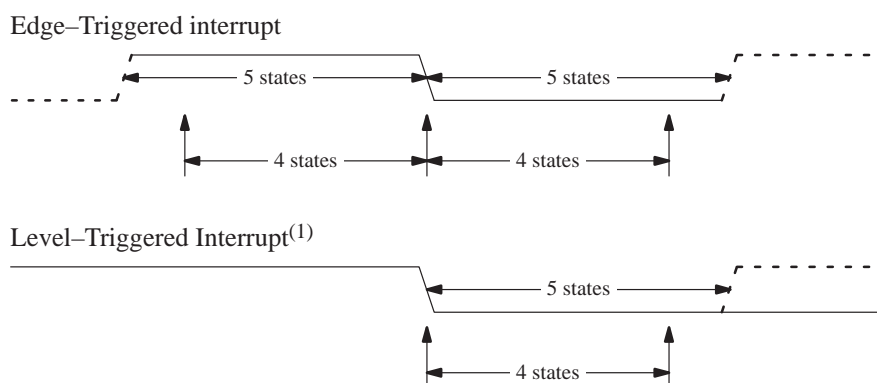 Edge–Triggered interrupt
5 states 5 states
4 states 4 states
Level–Triggered Interrupt(1)
5 states
4 states